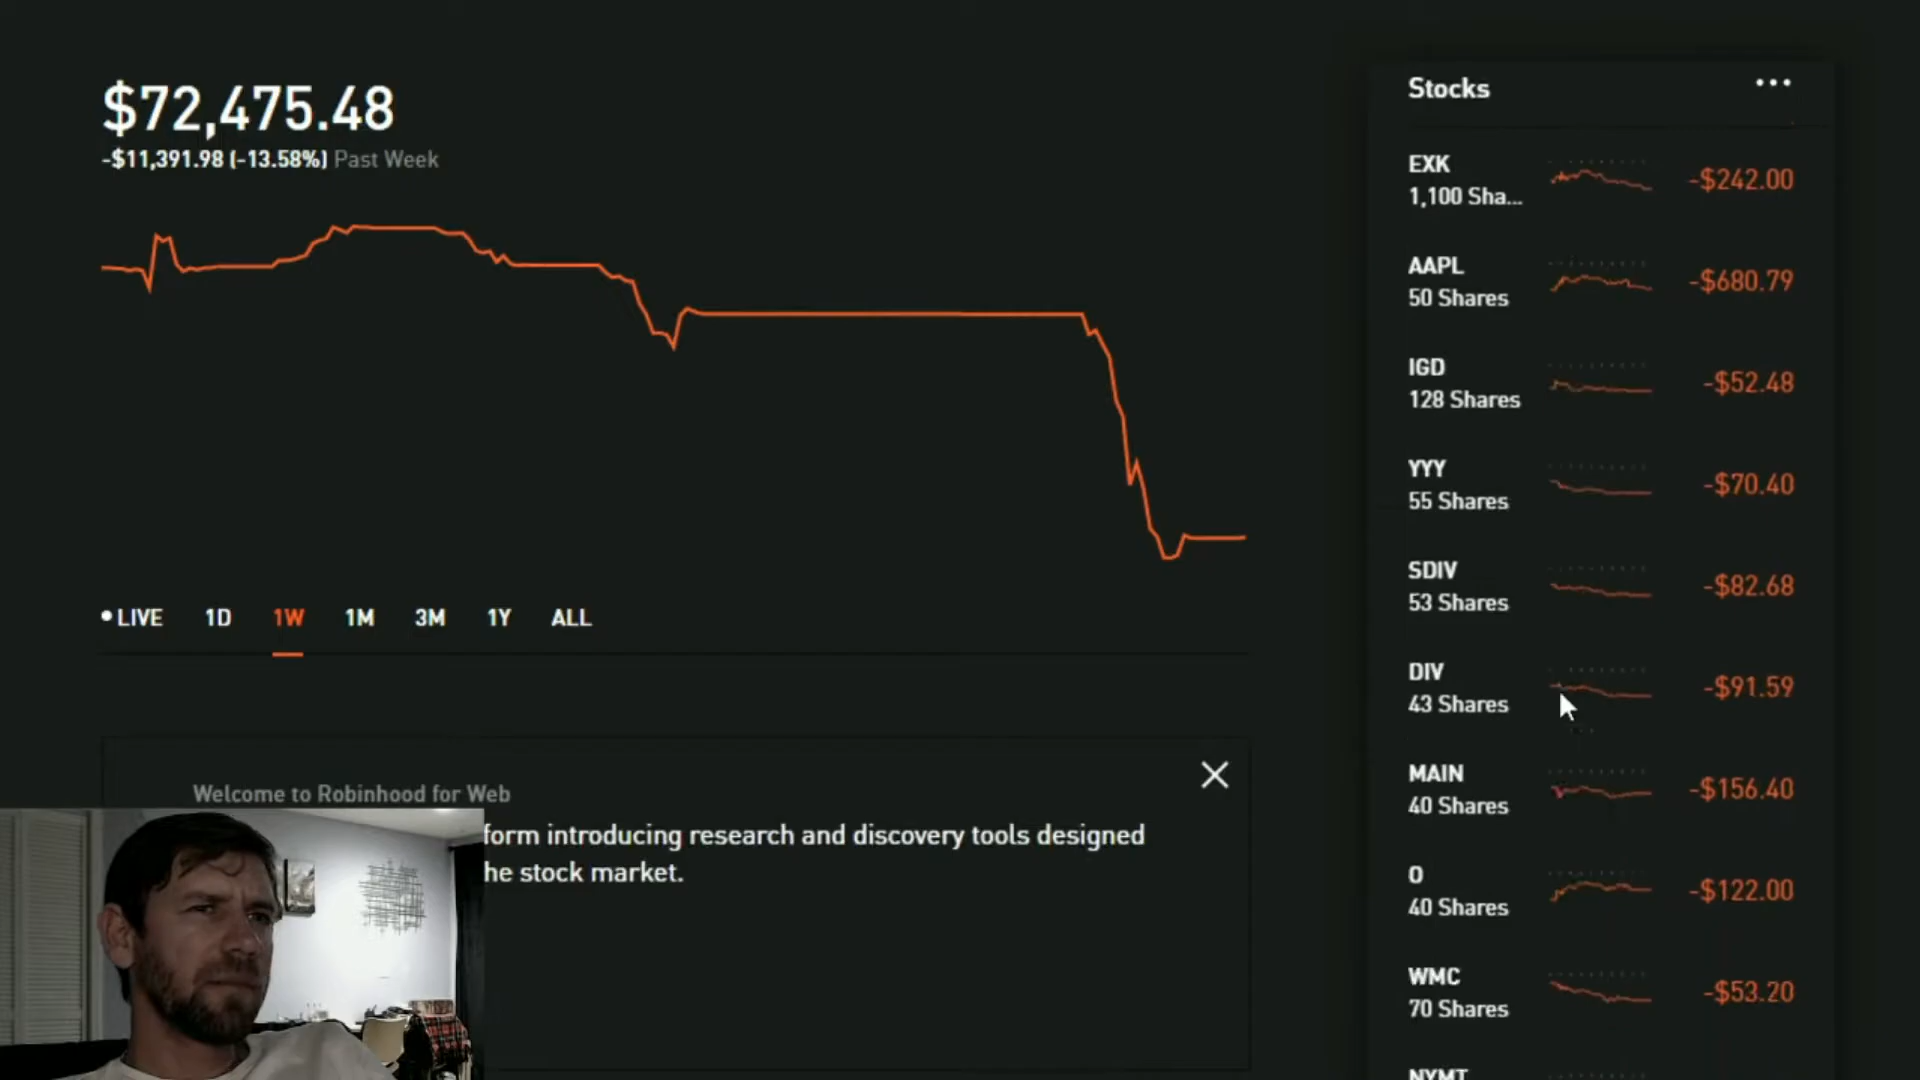 $72,475.48
-$11,391.98 (-13.58%) Past Week
LIVE 1D 1W 1M 3M 1Y ALL
Welcome to Robinhood for Web
form introducing research and discovery tools designed
he stock market.
Stocks
EXK
1,100 Sha...
-$242.00
AAPL
50 Shares
-$680.79
IGD
128 Shares
-$52.48
YYY
55 Shares
-$70.40
SDIV
53 Shares
-$82.68
DIV
43 Shares
-$91.59
MAIN
40 Shares
-$156.40
O
40 Shares
-$122.00
WMC
70 Shares
-$53.20
NYMT